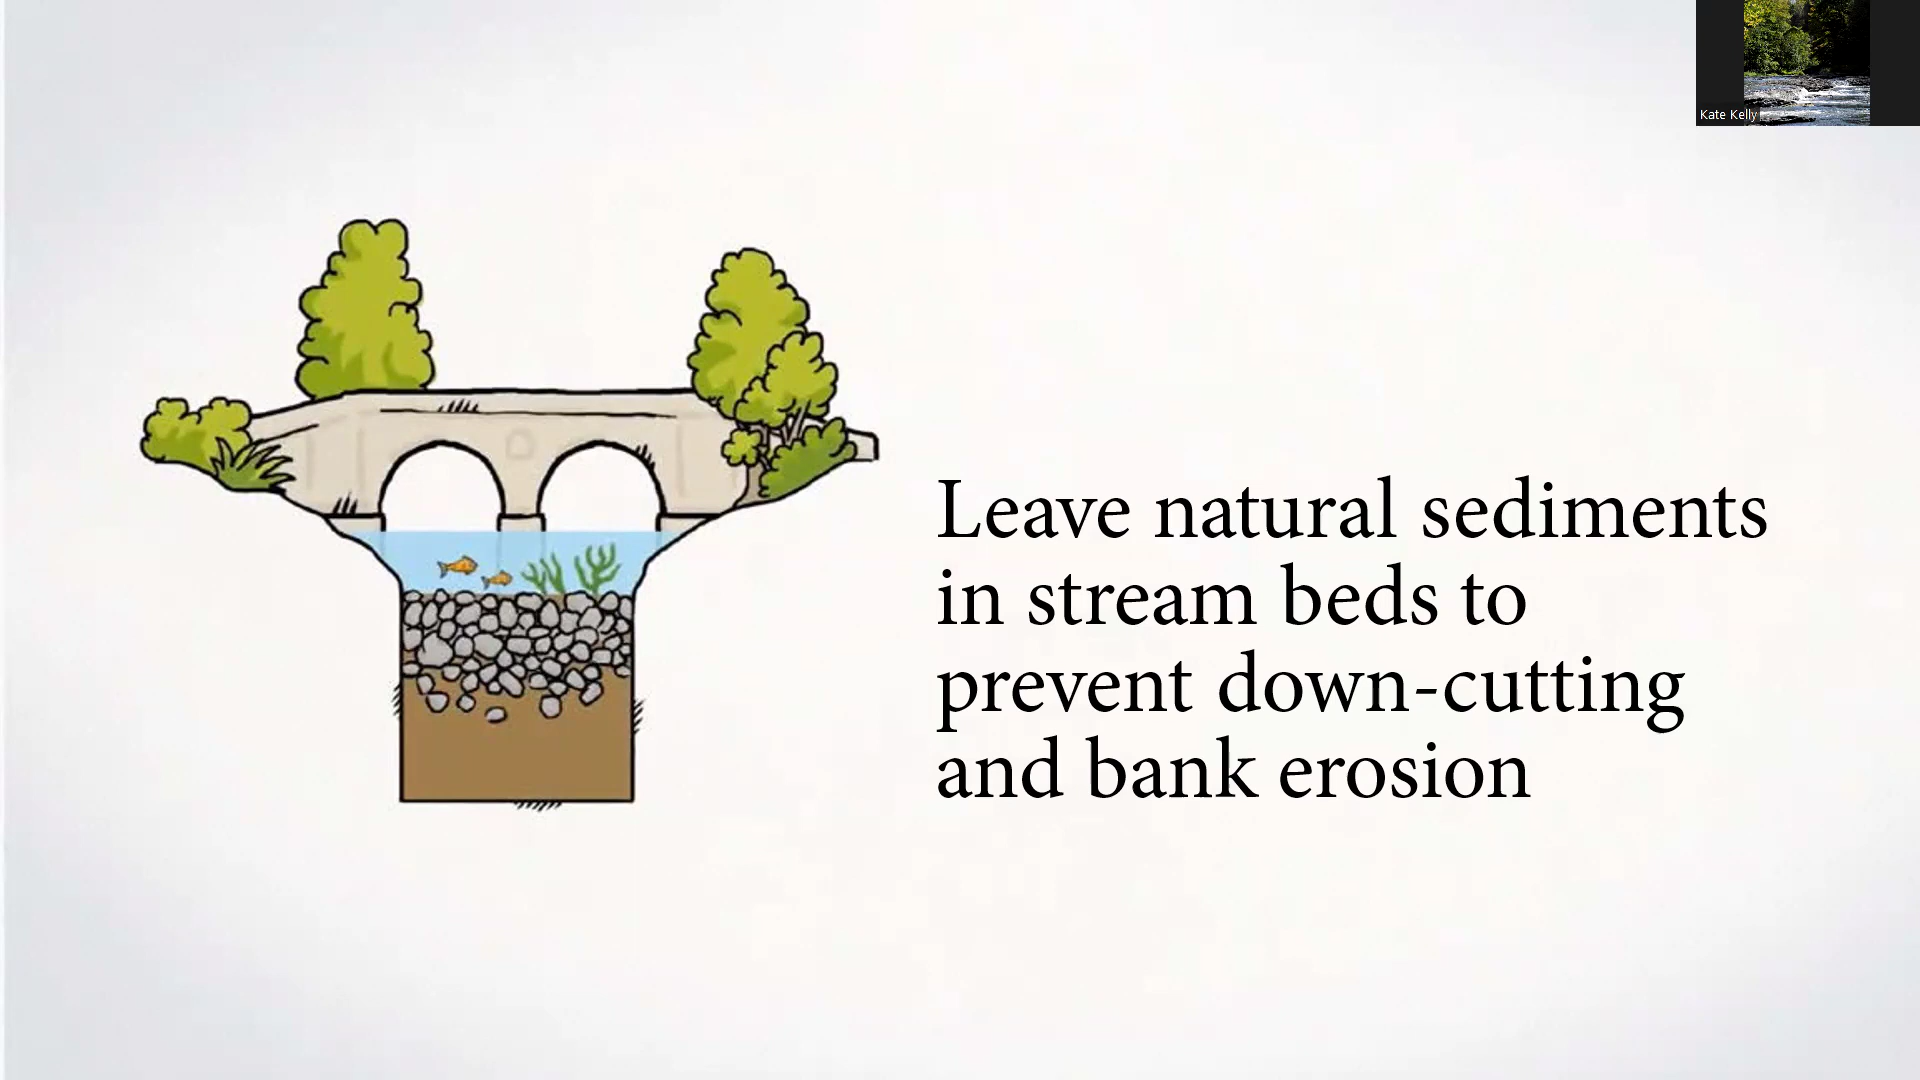 Kate Kelly
Leave natural sediments
in stream beds to
prevent down-cutting
and bank erosion